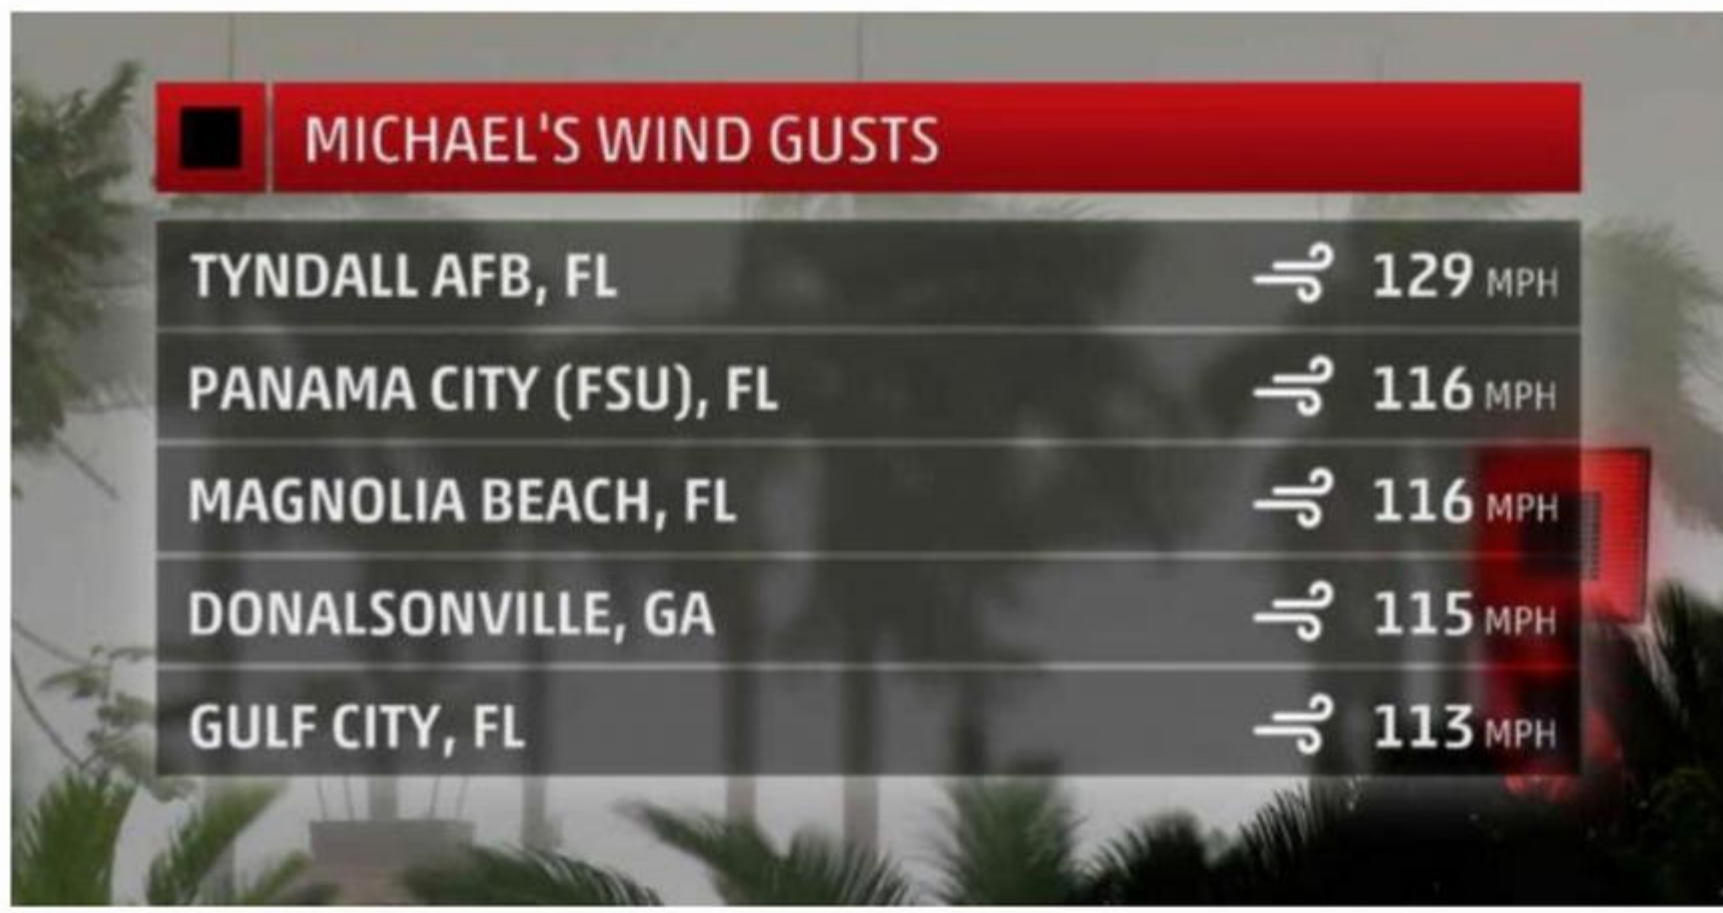 MICHAEL'S WIND GUSTS
TYNDALL AFB, FL 129 MPH
PANAMA CITY (FSU), FL 116 MPH
MAGNOLIA BEACH, FL 116 MPH
DONALSONVILLE, GA 115 MPH
GULF CITY, FL 113 MPH